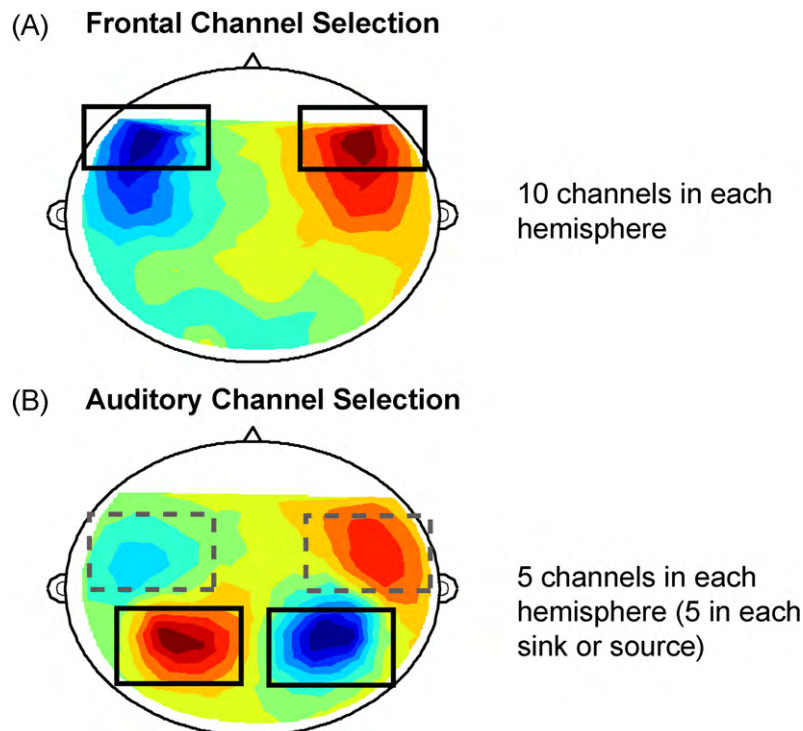 (A) Frontal Channel Selection
10 channels in each
hemisphere
(B) Auditory Channel Selection
5 channels in each
hemisphere (5 in each
sink or source)